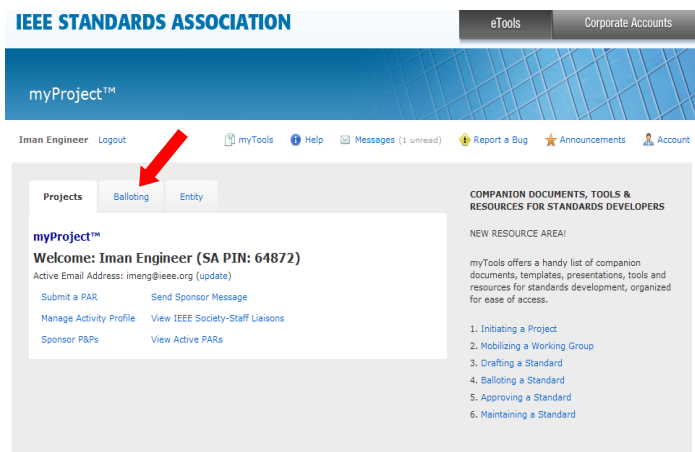 IEEE STANDARDS ASSOCIATION
eTools
Corporate Accounts
myProject™
Iman Engineer Logout
myTools
Help
Messages (1 unread)
Report a Bug
Announcements
Account
Projects
Balloting
Entity
myProject™
Welcome: Iman Engineer (SA PIN: 64872)
Active Email Address: imeng@ieee.org (update)
Submit a PAR
Send Sponsor Message
Manage Activity Profile
View IEEE Society-Staff Liaisons
Sponsor P&Ps
View Active PARs
COMPANION DOCUMENTS, TOOLS &
RESOURCES FOR STANDARDS DEVELOPERS
NEW RESOURCE AREA!
myTools offers a handy list of companion
documents, templates, presentations, tools and
resources for standards development, organized
for ease of access.
1. Initiating a Project
2. Mobilizing a Working Group
3. Drafting a Standard
4. Balloting a Standard
5. Approving a Standard
6. Maintaining a Standard